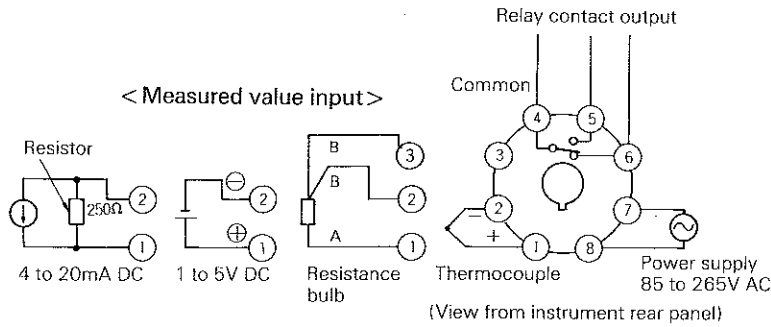 Relay contact output
Common
< Measured value input >
Resistor
250Ω
2
1
4 to 20mA DC
⊖
2
⊕
1
1 to 5V DC
B
3
B
2
A
1
Resistance
bulb
4
5
3
6
2
7
1
8
−
+
Thermocouple
Power supply
85 to 265V AC
(View from instrument rear panel)